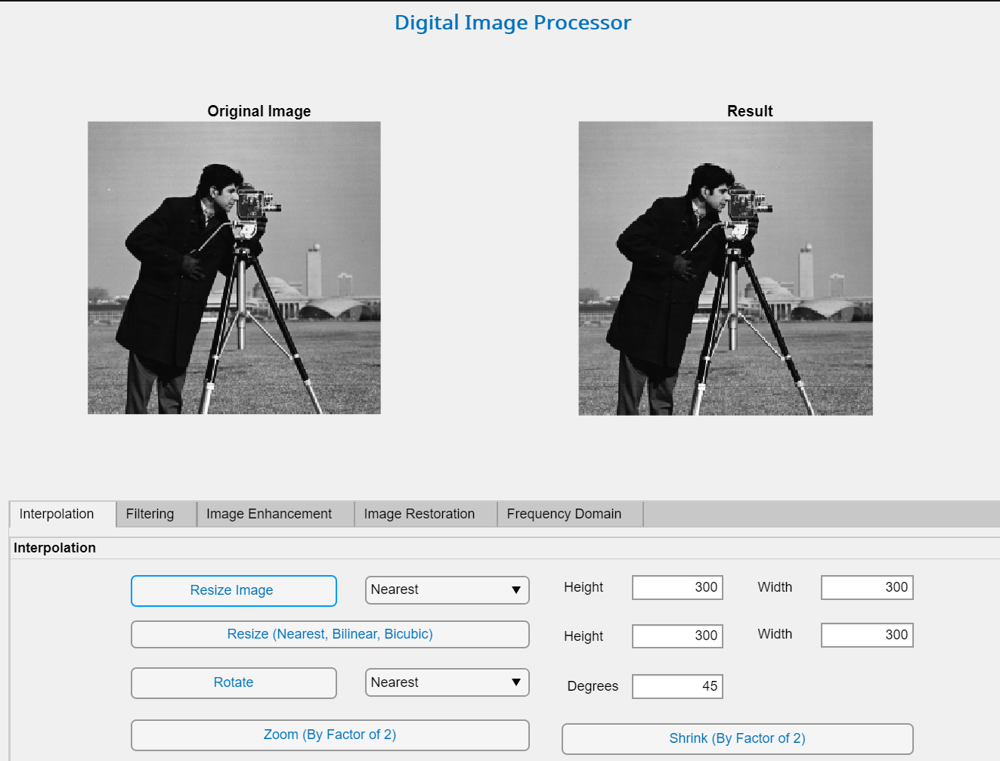 Digital Image Processor
Original Image
Result
Interpolation
Filtering
Image Enhancement
Image Restoration
Frequency Domain
Interpolation
Resize Image
Nearest
Height
300
Width
300
Resize (Nearest, Bilinear, Bicubic)
Height
300
Width
300
Rotate
Nearest
Degrees
45
Zoom (By Factor of 2)
Shrink (By Factor of 2)